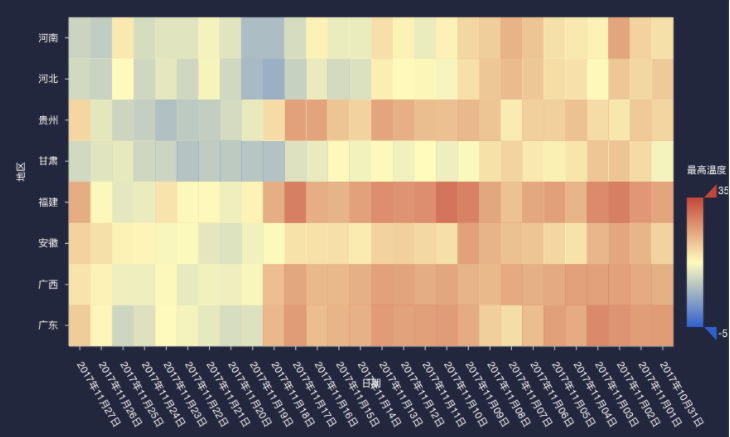 河南
河北
贵州
甘肃
福建
安徽
广西
广东
地区
最高温度
35
-5
2017年11月27日
2017年11月26日
2017年11月25日
2017年11月24日
2017年11月23日
2017年11月22日
2017年11月21日
2017年11月20日
2017年11月19日
2017年11月18日
2017年11月17日
2017年11月16日
2017年11月15日
2017年11月14日
2017年11月13日
2017年11月12日
2017年11月11日
2017年11月10日
2017年11月09日
2017年11月08日
2017年11月07日
2017年11月06日
2017年11月05日
2017年11月04日
2017年11月03日
2017年11月02日
2017年11月01日
2017年10月31日
日期